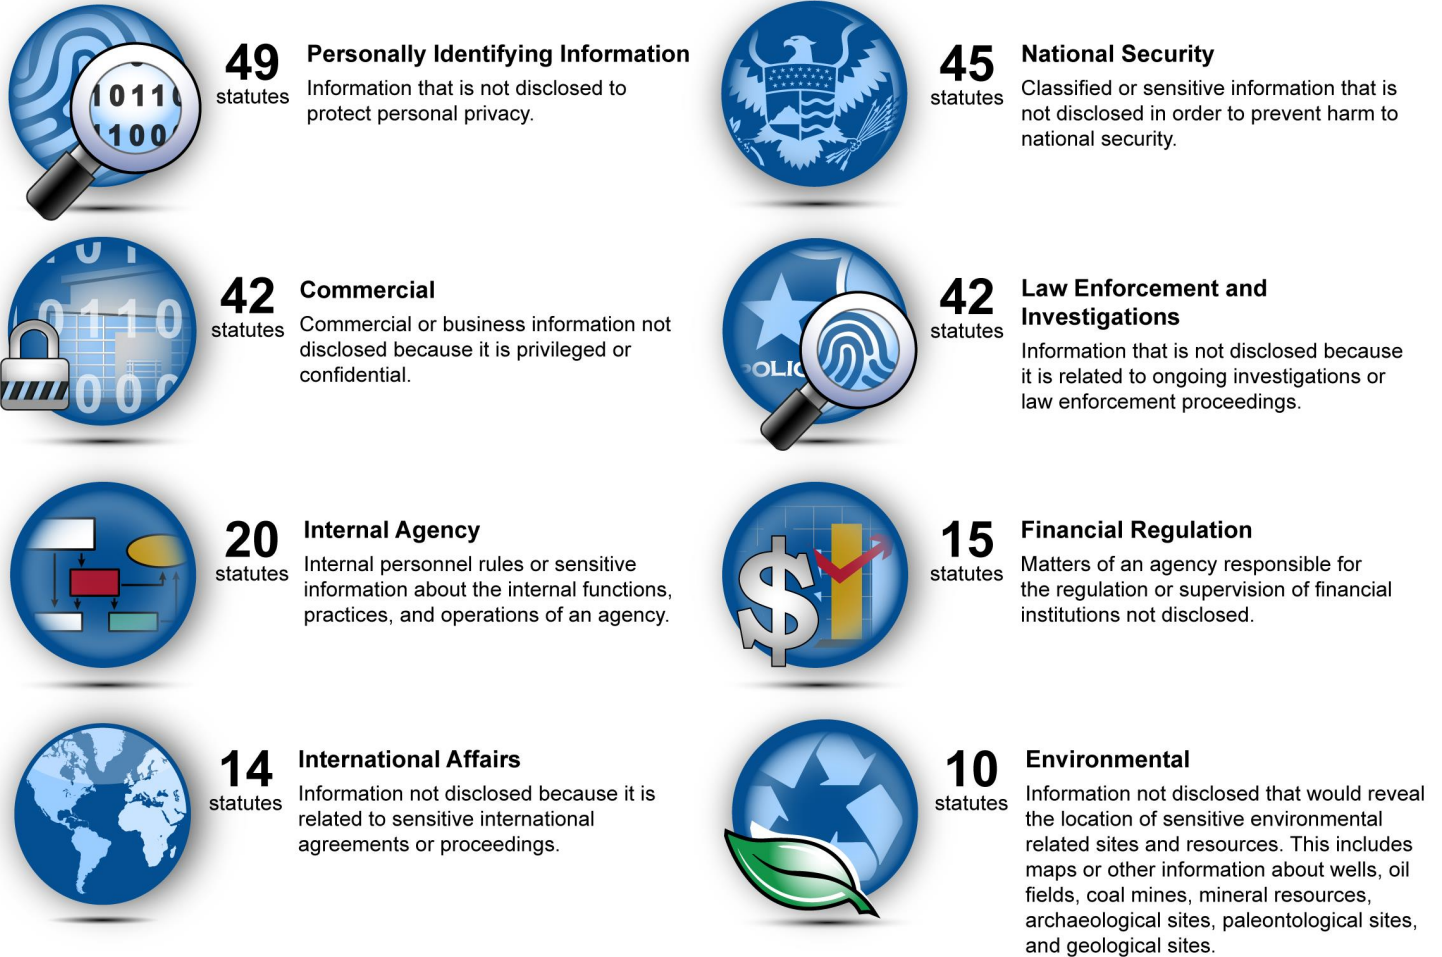 49
statutes
Personally Identifying Information
Information that is not disclosed to
protect personal privacy.
10110
1100
45
statutes
National Security
Classified or sensitive information that is
not disclosed in order to prevent harm to
national security.
42
statutes
Commercial
Commercial or business information not
disclosed because it is privileged or
confidential.
01
0110
000
42
statutes
Law Enforcement and
Investigations
Information that is not disclosed because
it is related to ongoing investigations or
law enforcement proceedings.
POLIC
20
statutes
Internal Agency
Internal personnel rules or sensitive
information about the internal functions,
practices, and operations of an agency.
15
statutes
Financial Regulation
Matters of an agency responsible for
the regulation or supervision of financial
institutions not disclosed.
$
14
statutes
International Affairs
Information not disclosed because it is
related to sensitive international
agreements or proceedings.
10
statutes
Environmental
Information not disclosed that would reveal
the location of sensitive environmental
related sites and resources. This includes
maps or other information about wells, oil
fields, coal mines, mineral resources,
archaeological sites, paleontological sites,
and geological sites.